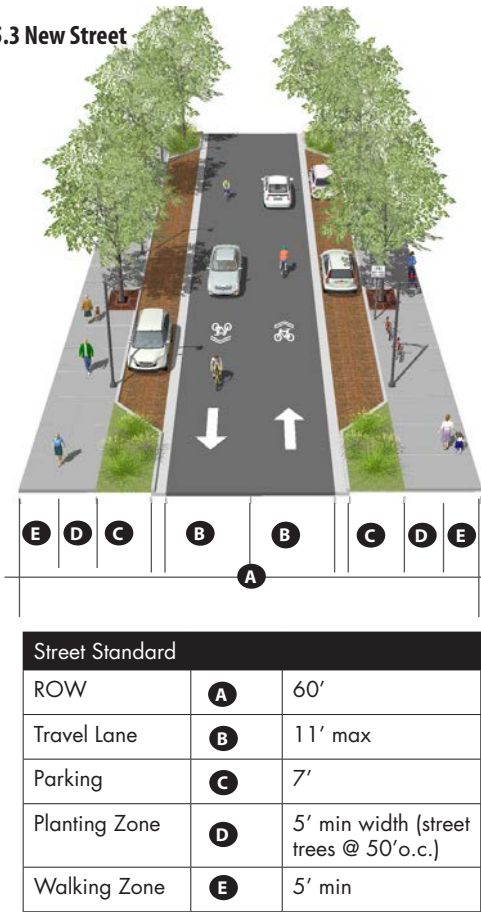 5.3 New Street
E D C B B C D E
A
Street Standard
ROW A 60’
Travel Lane B 11’ max
Parking C 7’
Planting Zone D 5’ min width (street
trees @ 50’o.c.)
Walking Zone E 5’ min